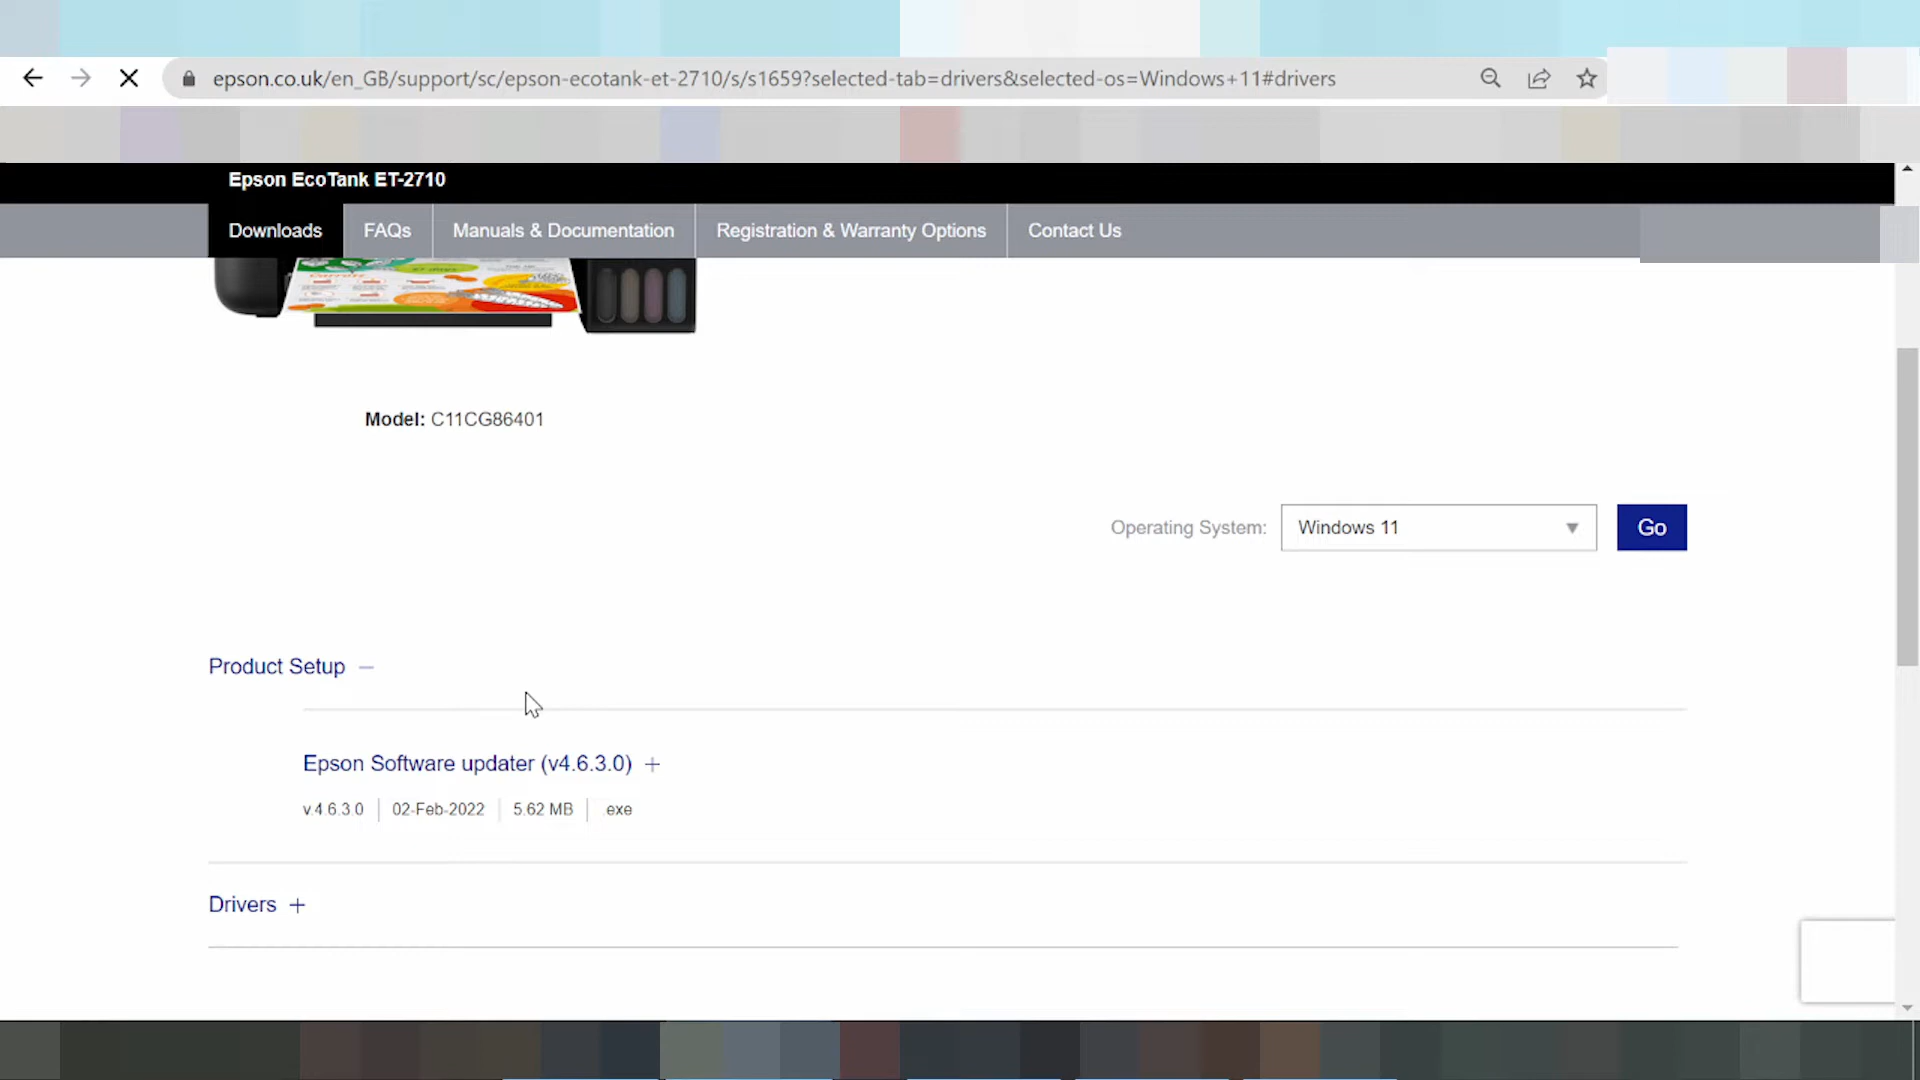 epson.co.uk/en_GB/support/sc/epson-ecotank-et-2710/s/s1659?selected-tab=drivers&selected-os=Windows+11#drivers
Epson EcoTank ET-2710
Downloads FAQs Manuals & Documentation Registration & Warranty Options Contact Us
Model: C11CG86401
Operating System: Windows 11 Go
Product Setup −
Epson Software updater (v4.6.3.0) +
v.4.6.3.0 02-Feb-2022 5.62 MB exe
Drivers +